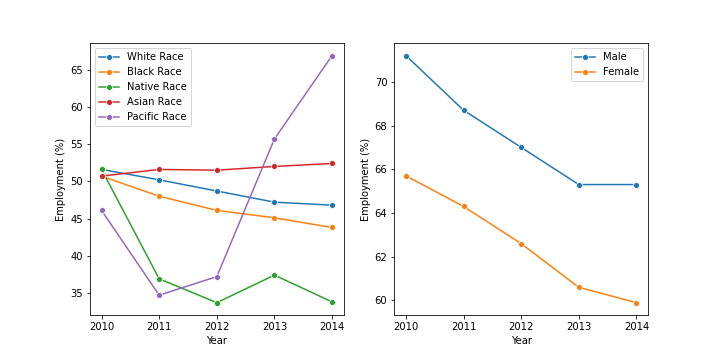 White Race
Black Race
Native Race
Asian Race
Pacific Race
Employment (%)
65
60
55
50
45
40
35
2010 2011 2012 2013 2014
Year
Male
Female
Employment (%)
70
68
66
64
62
60
2010 2011 2012 2013 2014
Year